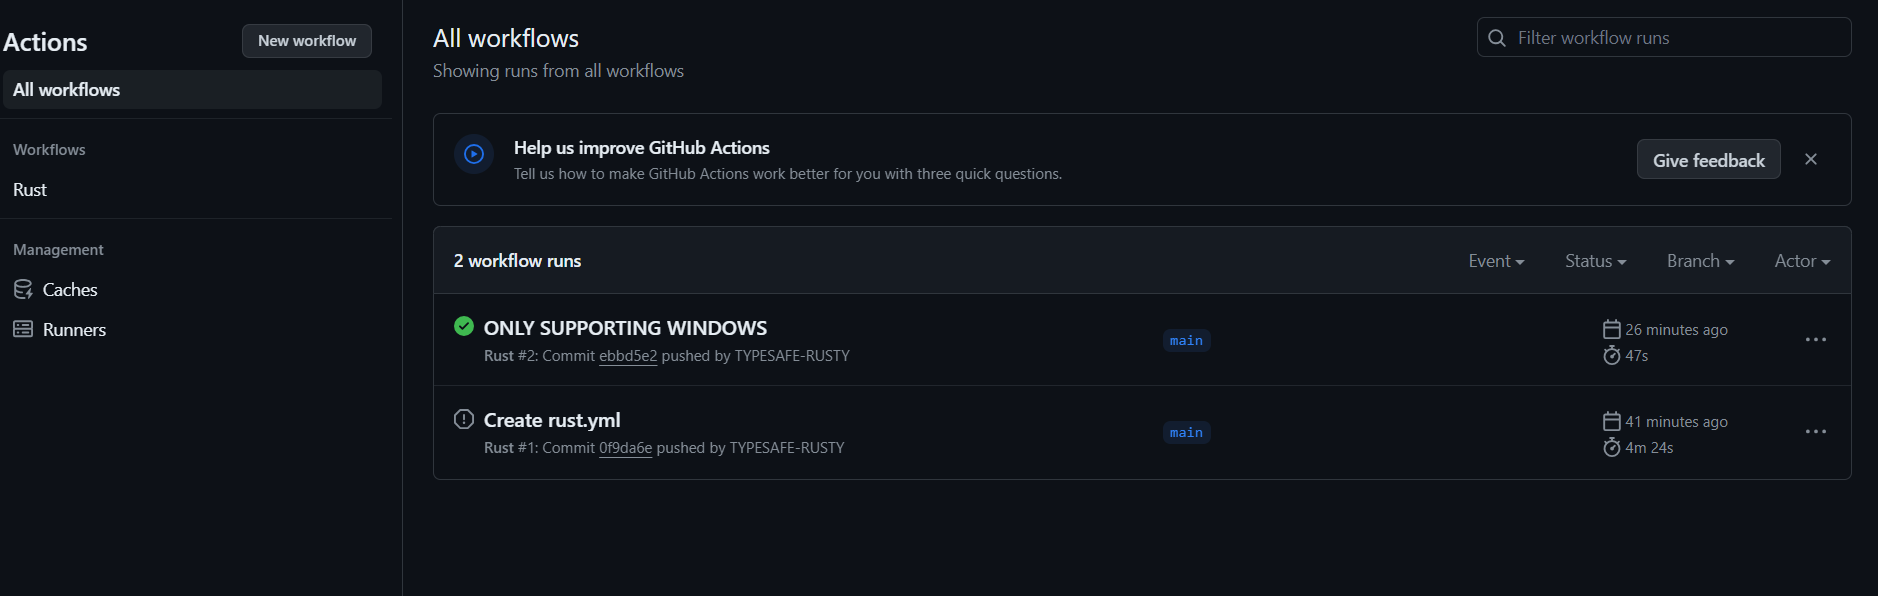 Actions
New workflow
All workflows
Workflows
Rust
Management
Caches
Runners
All workflows
Showing runs from all workflows
Filter workflow runs
Help us improve GitHub Actions
Tell us how to make GitHub Actions work better for you with three quick questions.
Give feedback
2 workflow runs
Event Status Branch Actor
ONLY SUPPORTING WINDOWS
Rust #2: Commit ebbd5e2 pushed by TYPESAFE-RUSTY
main
26 minutes ago
47s
Create rust.yml
Rust #1: Commit 0f9da6e pushed by TYPESAFE-RUSTY
main
41 minutes ago
4m 24s